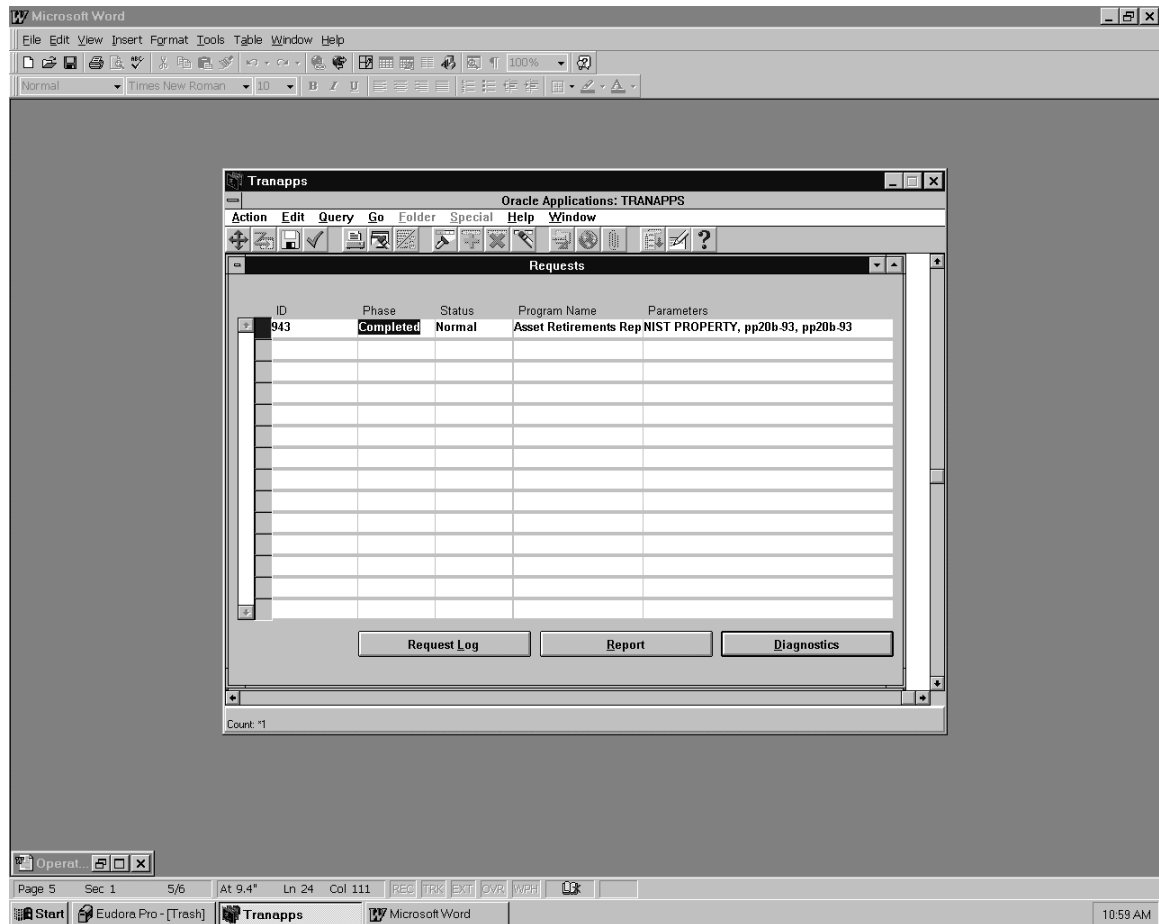 Microsoft Word
File Edit View Insert Format Tools Table Window Help
100%
Normal Times New Roman 10 B I U
Tranapps
Oracle Applications: TRANAPPS
Action Edit Query Go Folder Special Help Window
Requests
ID Phase Status Program Name Parameters
943 Completed Normal Asset Retirements Rep NIST PROPERTY, pp20b-93, pp20b-93
Request Log Report Diagnostics
Count: *1
Operat...
Page 5 Sec 1 5/6 At 9.4" Ln 24 Col 111 REC TRK EXT OVR WPH
Start Eudora Pro - [Trash] Tranapps Microsoft Word 10:59 AM